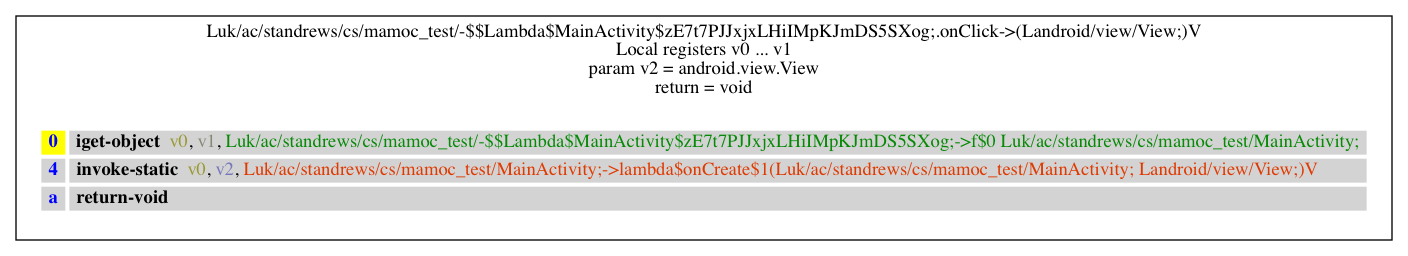 Luk/ac/standrews/cs/mamoc_test/-$$Lambda$MainActivity$zE7t7PJJxjxLHiIMpKJmDS5SXog;.onClick->(Landroid/view/View;)V
Local registers v0 ... v1
param v2 = android.view.View
return = void
0 iget-object v0, v1, Luk/ac/standrews/cs/mamoc_test/-$$Lambda$MainActivity$zE7t7PJJxjxLHiIMpKJmDS5SXog;->f$0 Luk/ac/standrews/cs/mamoc_test/MainActivity;
4 invoke-static v0, v2, Luk/ac/standrews/cs/mamoc_test/MainActivity;->lambda$onCreate$1(Luk/ac/standrews/cs/mamoc_test/MainActivity; Landroid/view/View;)V
a return-void